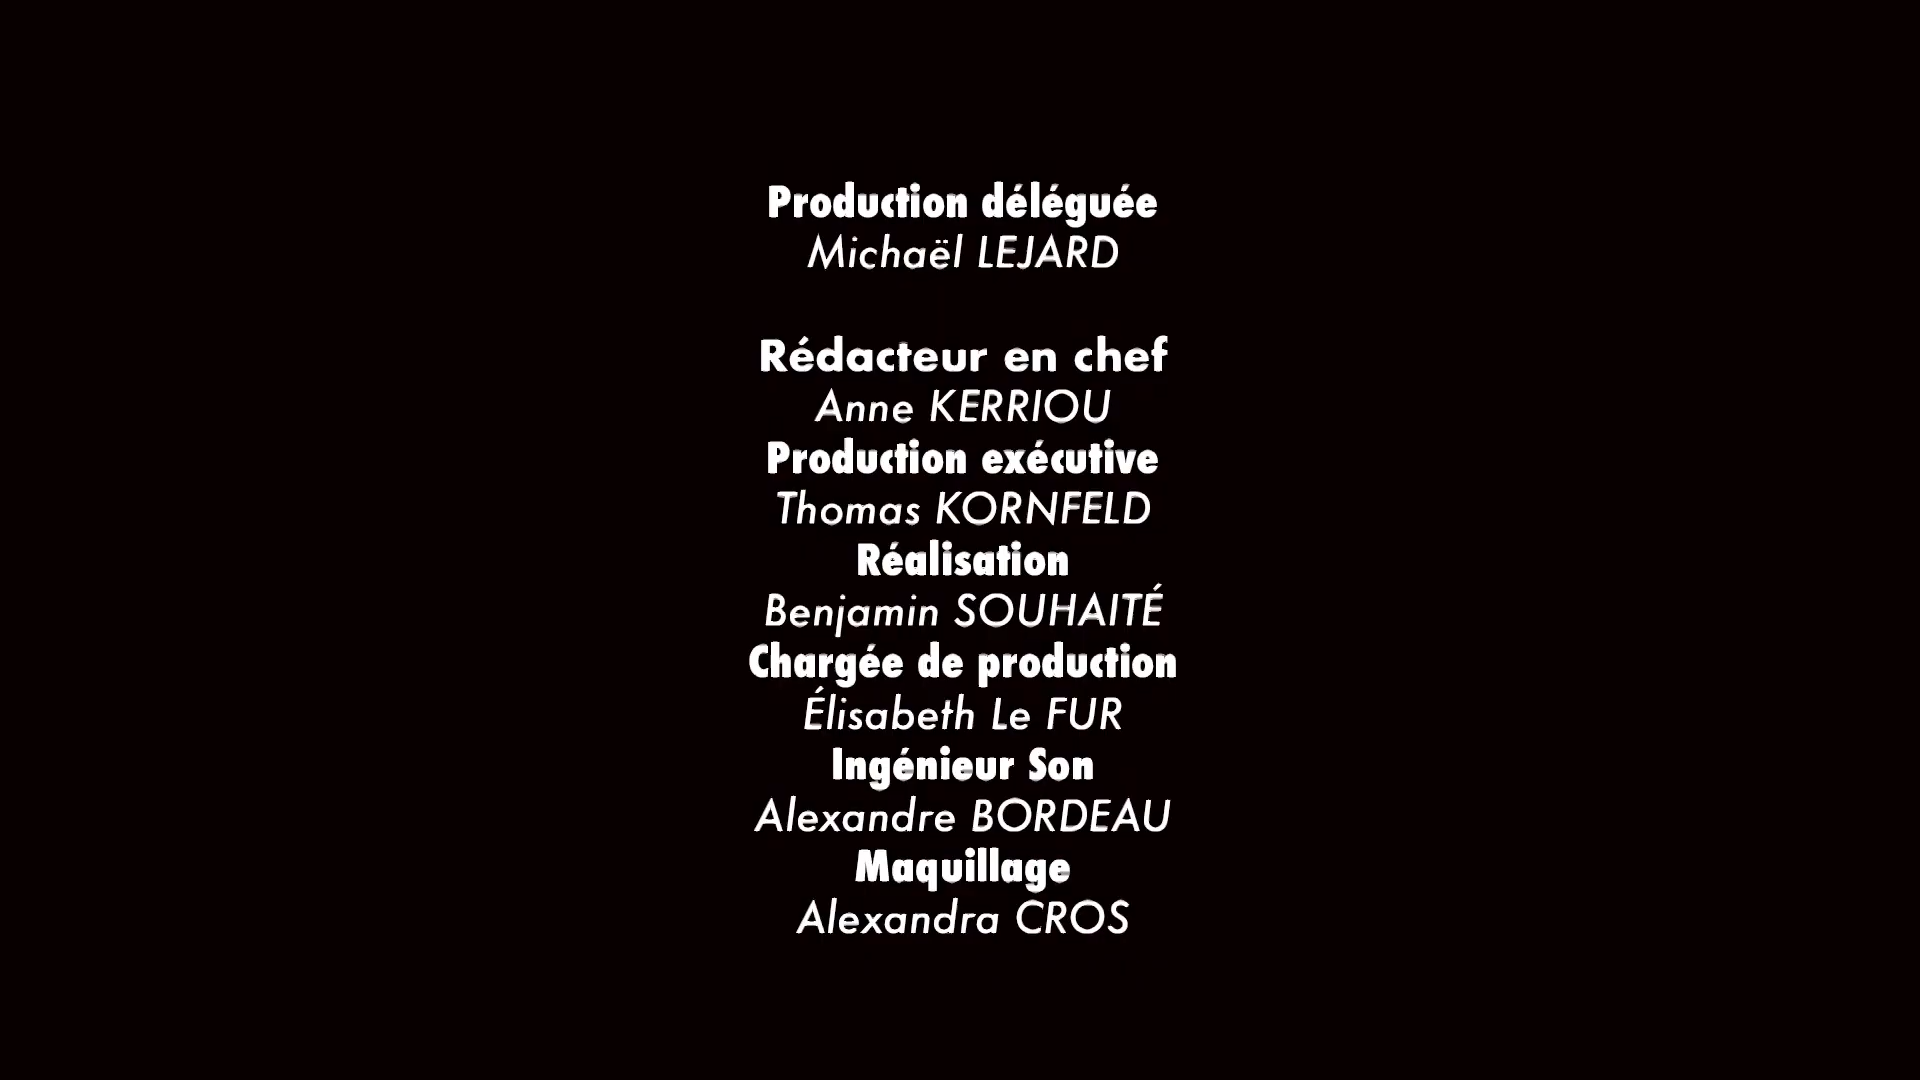 Production déléguée
Michaël LEJARD
Rédacteur en chef
Anne KERRIOU
Production exécutive
Thomas KORNFELD
Réalisation
Benjamin SOUHAITÉ
Chargée de production
Élisabeth Le FUR
Ingénieur Son
Alexandre BORDEAU
Maquillage
Alexandra CROS